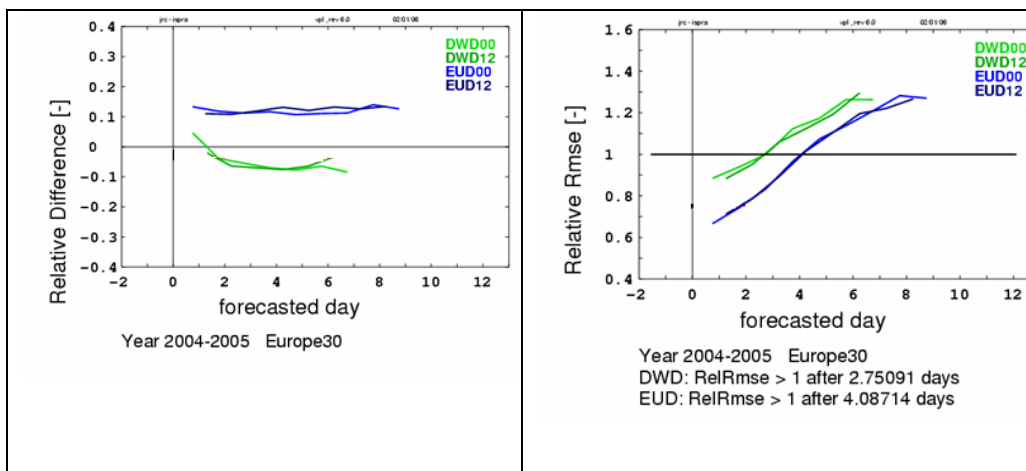 jrc - ispra vpl_rev 6.0 02/01/06
0.4
0.3
0.2
0.1
0
-0.1
-0.2
-0.3
-0.4
Relative Difference [-]
DWD00
DWD12
EUD00
EUD12
-2 0 2 4 6 8 10 12
forecasted day
Year 2004-2005 Europe30
jrc - ispra vpl_rev 6.0 02/01/06
1.6
1.4
1.2
1
0.8
0.6
0.4
Relative Rmse [-]
DWD00
DWD12
EUD00
EUD12
-2 0 2 4 6 8 10 12
forecasted day
Year 2004-2005 Europe30
DWD: RelRmse > 1 after 2.75091 days
EUD: RelRmse > 1 after 4.08714 days